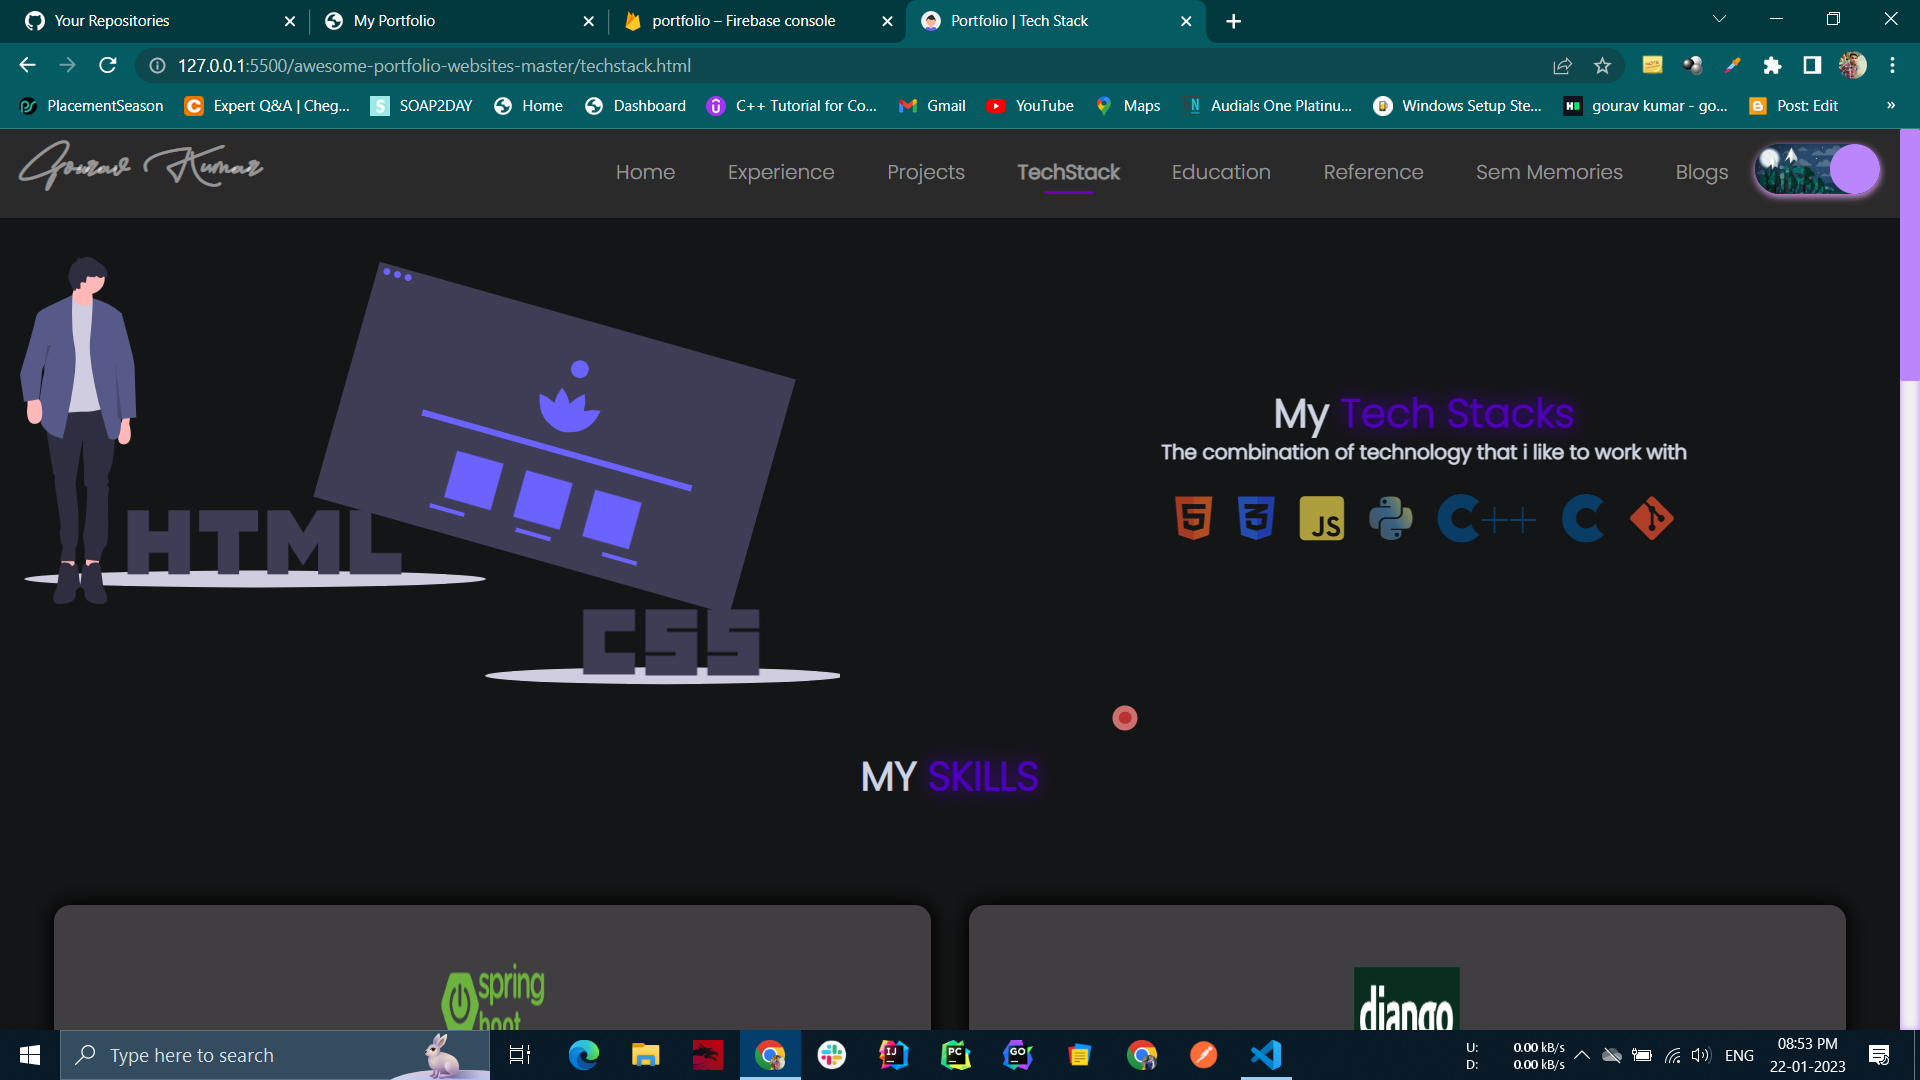 Your Repositories
My Portfolio
portfolio – Firebase console
Portfolio | Tech Stack
127.0.0.1:5500/awesome-portfolio-websites-master/techstack.html
PlacementSeason
Expert Q&A | Cheg...
SOAP2DAY
Home
Dashboard
C++ Tutorial for Co...
Gmail
YouTube
Maps
Audials One Platinu...
Windows Setup Ste...
gourav kumar - go...
Post: Edit
»
Gourav Kumar
Home
Experience
Projects
TechStack
Education
Reference
Sem Memories
Blogs
My Tech Stacks
The combination of technology that i like to work with
5 3 JS C++ C
HTML
CSS
MY SKILLS
spring
boot
django
Type here to search
U: 0.00 kB/s
D: 0.00 kB/s
ENG
08:53 PM
22-01-2023